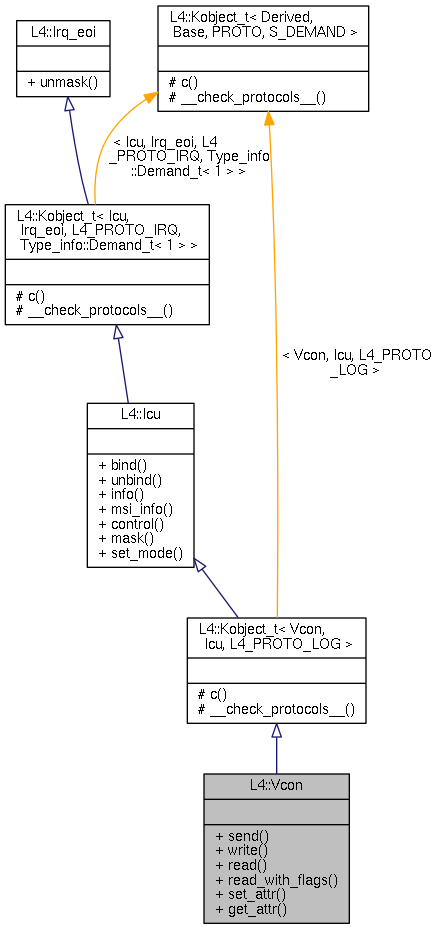 L4::Irq_eoi
+ unmask()
L4::Kobject_t< Derived,
Base, PROTO, S_DEMAND >
# c()
# __check_protocols__()
< Icu, Irq_eoi, L4
_PROTO_IRQ, Type_info
::Demand_t< 1 > >
L4::Kobject_t< Icu,
Irq_eoi, L4_PROTO_IRQ,
Type_info::Demand_t< 1 > >
# c()
# __check_protocols__()
< Vcon, Icu, L4_PROTO
_LOG >
L4::Icu
+ bind()
+ unbind()
+ info()
+ msi_info()
+ control()
+ mask()
+ set_mode()
L4::Kobject_t< Vcon,
Icu, L4_PROTO_LOG >
# c()
# __check_protocols__()
L4::Vcon
+ send()
+ write()
+ read()
+ read_with_flags()
+ set_attr()
+ get_attr()